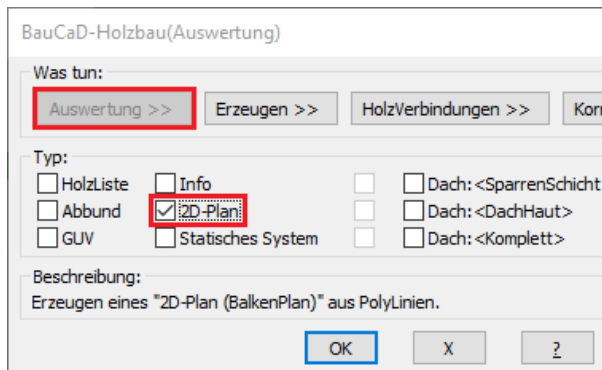 BauCaD-Holzbau(Auswertung)
Was tun:
Auswertung >> Erzeugen >> HolzVerbindungen >>
Typ:
HolzListe Info Dach:<SparrenSchicht
Abbund 2D-Plan Dach:<DachHaut>
GUV Statisches System Dach:<Komplett>
Beschreibung:
Erzeugen eines "2D-Plan (BalkenPlan)" aus PolyLinien.
OK X ?